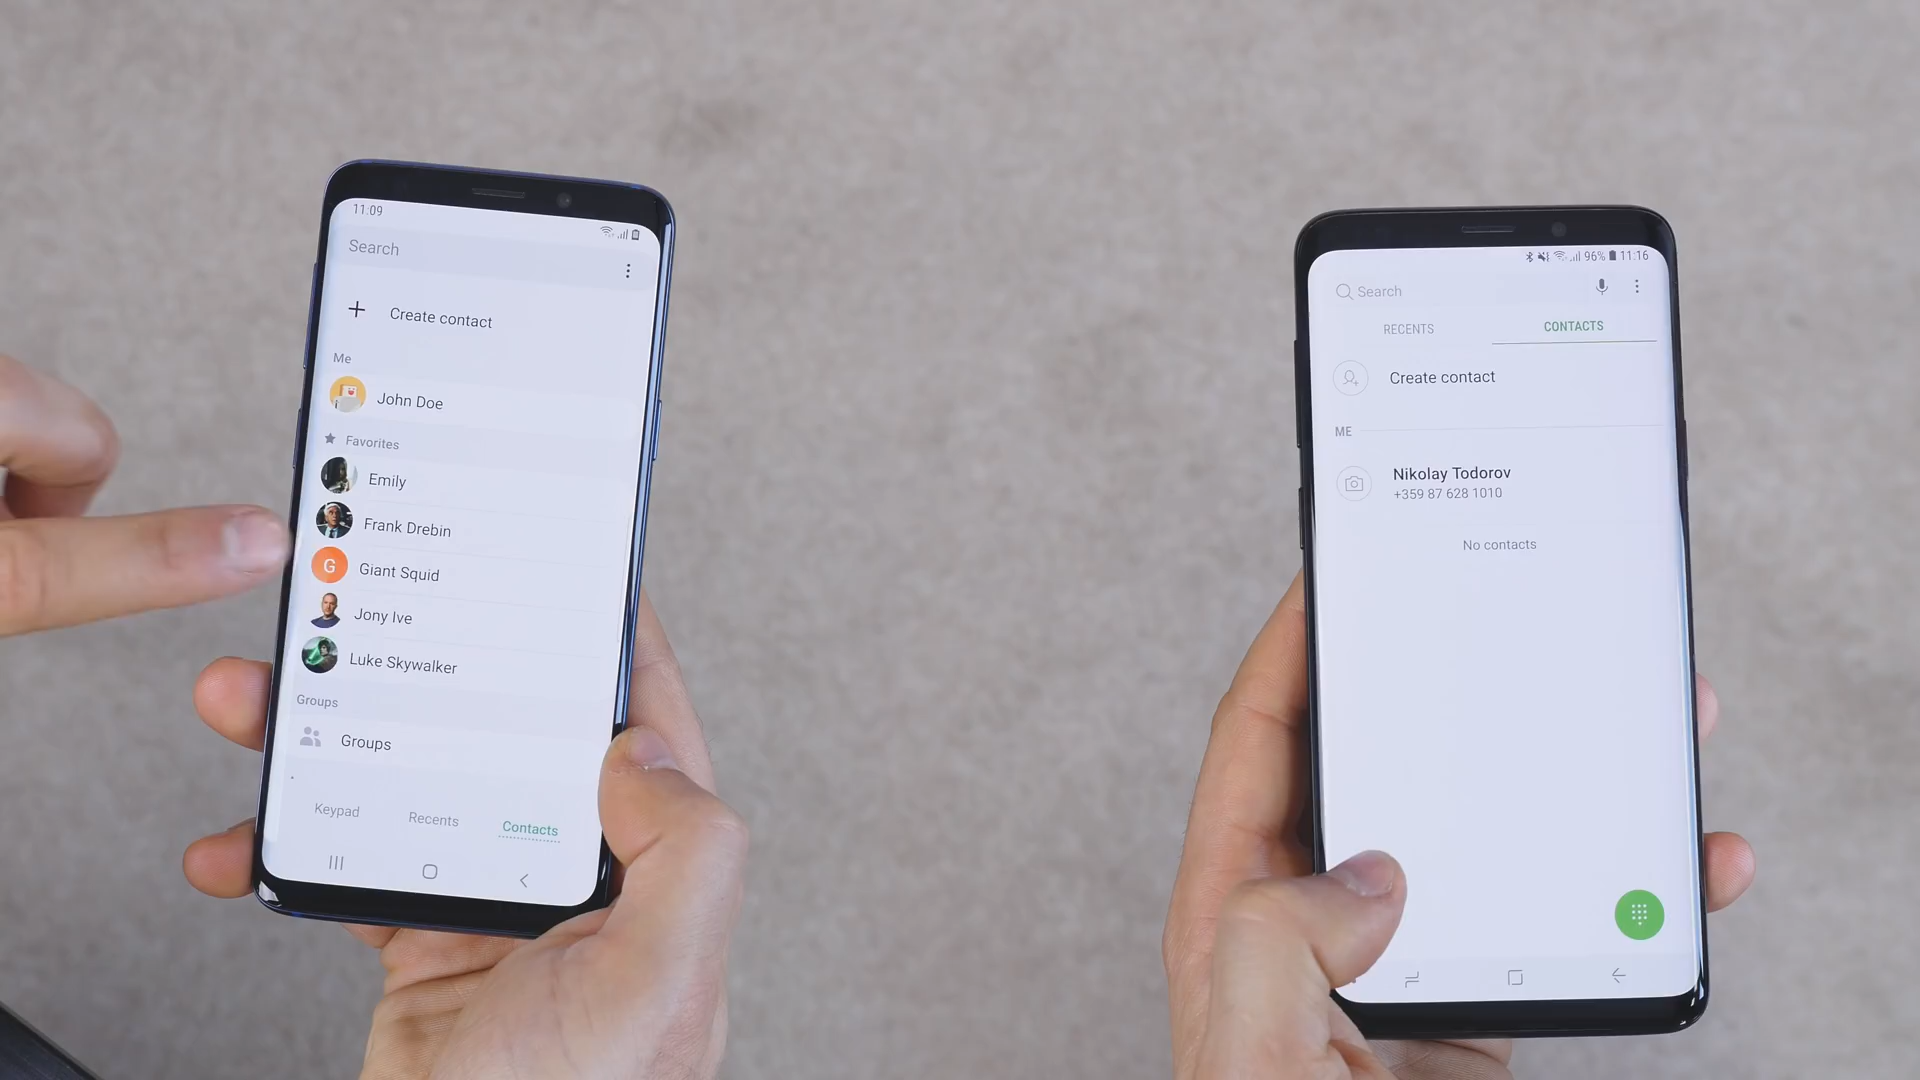 11:09
Search
Create contact
Me
John Doe
Favorites
Emily
Frank Drebin
G
Giant Squid
Jony Ive
Luke Skywalker
Groups
Groups
Keypad Recents Contacts
96% 11:16
Search
RECENTS CONTACTS
Create contact
ME
Nikolay Todorov
+359 87 628 1010
No contacts